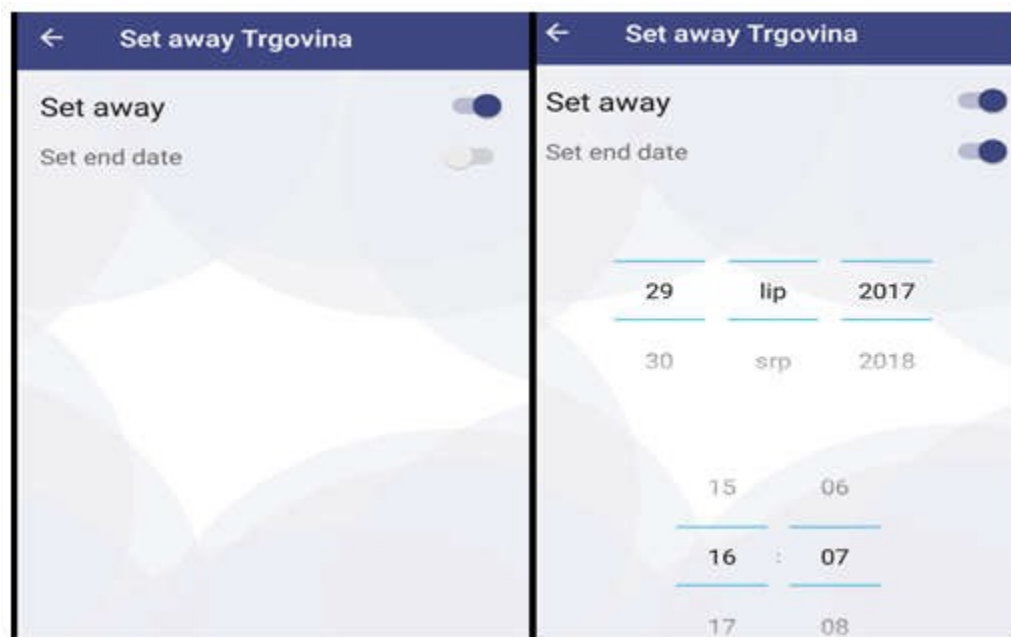 ← Set away Trgovina
Set away
Set end date
← Set away Trgovina
Set away
Set end date
29 lip 2017
30 srp 2018
15 06
16 : 07
17 08